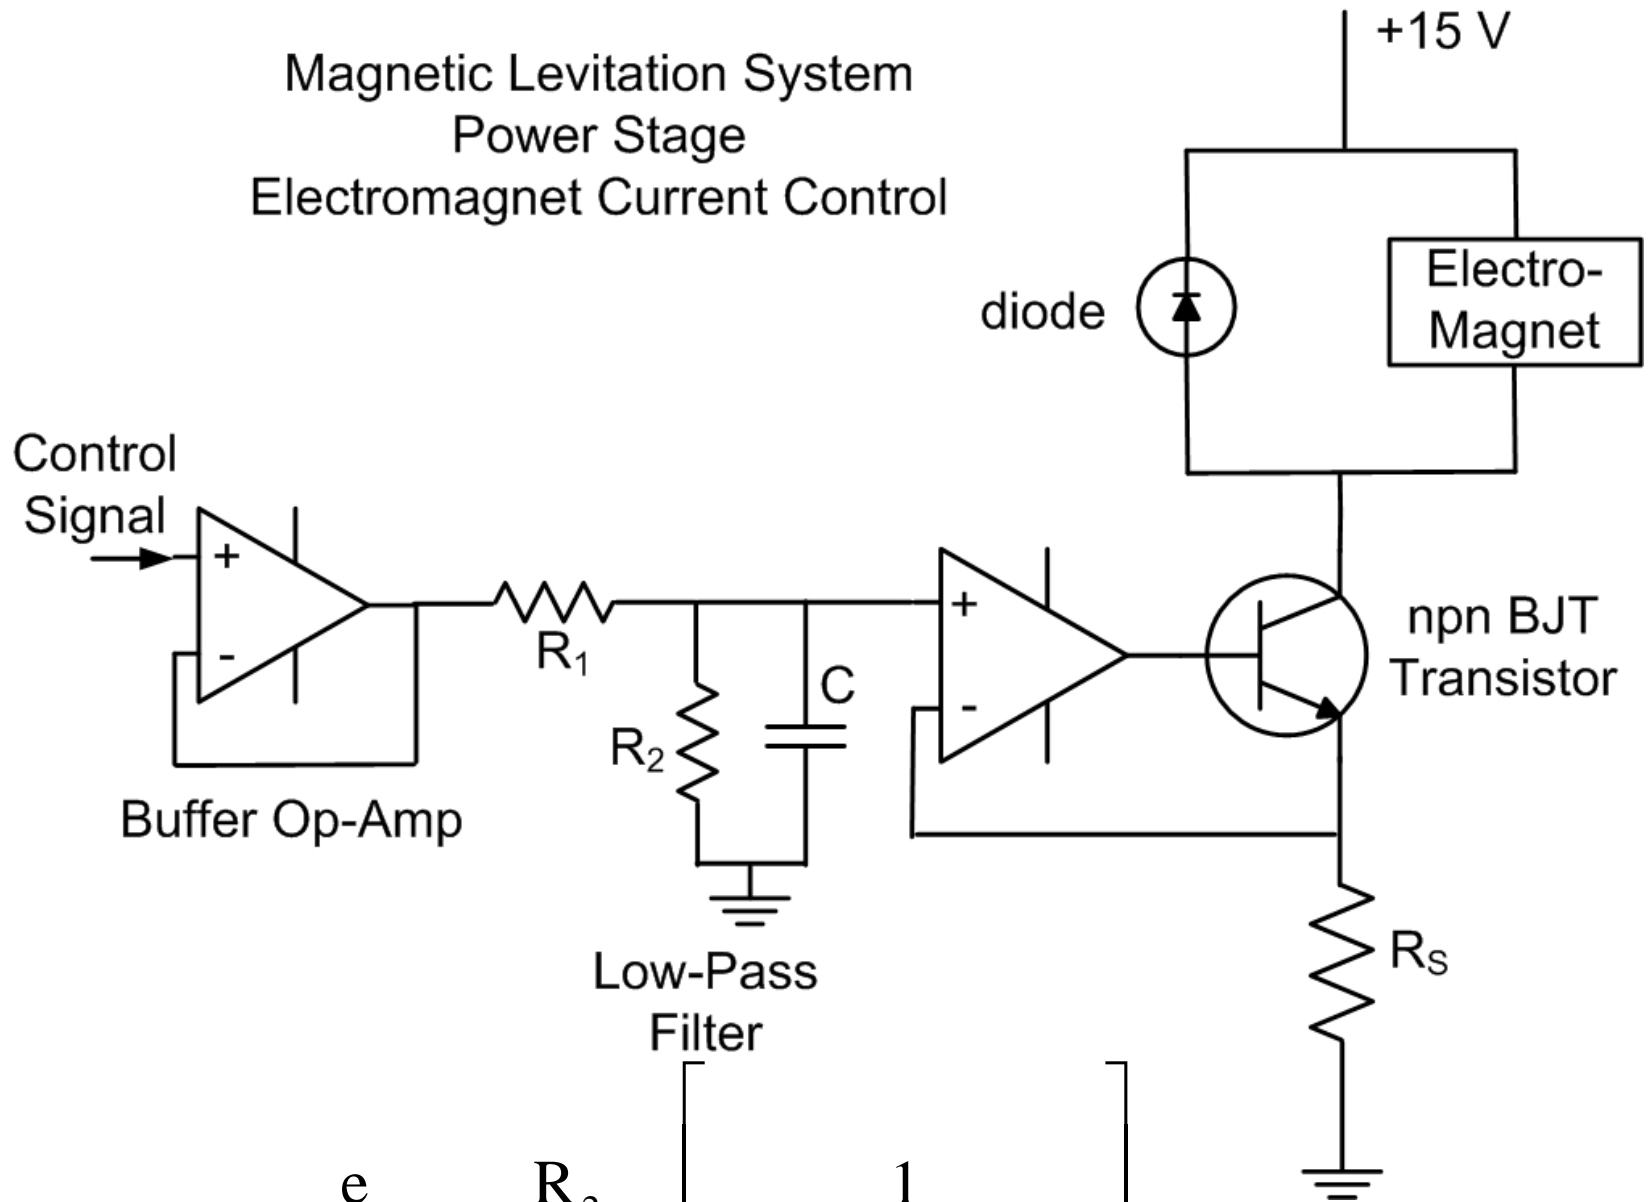 Magnetic Levitation System
Power Stage
Electromagnet Current Control
+15 V
diode
Electro-
Magnet
Control
Signal
+
-
Buffer Op-Amp
R1
R2
C
Low-Pass
Filter
+
-
npn BJT
Transistor
RS
e R 1